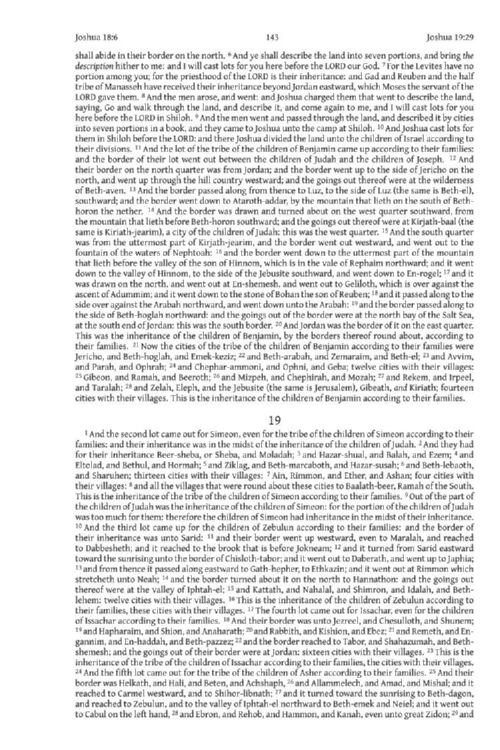 Joshua 18:6 143 Joshua 19:29
shall abide in their border on the north. 6 And ye shall describe the land into seven portions, and bring the
description hither to me: and I will cast lots for you here before the LORD our God. 7 For the Levites have no
portion among you; for the priesthood of the LORD is their inheritance: and Gad and Reuben and the half
tribe of Manasseh have received their inheritance beyond Jordan eastward, which Moses the servant of the
LORD gave them. 8 And the men arose, and went: and Joshua charged them that went to describe the land,
saying, Go and walk through the land, and describe it, and come again to me, and I will cast lots for you
here before the LORD in Shiloh. 9 And the men went and passed through the land, and described it by cities
into seven portions in a book, and they came to Joshua unto the camp at Shiloh. 10 And Joshua cast lots for
them in Shiloh before the LORD: and there Joshua divided the land unto the children of Israel according to
their divisions. 11 And the lot of the tribe of the children of Benjamin came up according to their families:
and the border of their lot went out between the children of Judah and the children of Joseph. 12 And
their border on the north quarter was from Jordan; and the border went up to the side of Jericho on the
north, and went up through the hill country westward; and the goings out thereof were at the wilderness
of Beth-aven. 13 And the border passed along from thence to Luz, to the side of Luz (the same is Beth-el),
southward; and the border went down to Ataroth-addar, by the mountain that lieth on the south of Beth-
horon the nether. 14 And the border was drawn and turned about on the west quarter southward, from
the mountain that lieth before Beth-horon southward; and the goings out thereof were at Kirjath-baal (the
same is Kiriath-jearim), a city of the children of Judah: this was the west quarter. 15 And the south quarter
was from the uttermost part of Kirjath-jearim, and the border went out westward, and went out to the
fountain of the waters of Nephtoah: 16 and the border went down to the uttermost part of the mountain
that lieth before the valley of the son of Hinnom, which is in the vale of Rephaim northward; and it went
down to the valley of Hinnom, to the side of the Jebusite southward, and went down to En-rogel; 17 and it
was drawn on the north, and went out at En-shemesh, and went out to Geliloth, which is over against the
ascent of Adummim; and it went down to the stone of Bohan the son of Reuben; 18 and it passed along to the
side over against the Arabah northward, and went down unto the Arabah: 19 and the border passed along to
the side of Beth-hoglah northward: and the goings out of the border were at the north bay of the Salt Sea,
at the south end of Jordan: this was the south border. 20 And Jordan was the border of it on the east quarter.
This was the inheritance of the children of Benjamin, by the borders thereof round about, according to
their families. 21 Now the cities of the tribe of the children of Benjamin according to their families were
Jericho, and Beth-hoglah, and Emek-keziz; 22 and Beth-arabah, and Zemaraim, and Beth-el; 23 and Avvim,
and Parah, and Ophrah; 24 and Chephar-ammoni, and Ophni, and Geba; twelve cities with their villages:
25 Gibeon, and Ramah, and Beeroth; 26 and Mizpeh, and Chephirah, and Mozah; 27 and Rekem, and Irpeel,
and Taralah; 28 and Zelah, Eleph, and the Jebusite (the same is Jerusalem), Gibeath, and Kiriath; fourteen
cities with their villages. This is the inheritance of the children of Benjamin according to their families.
19
1 And the second lot came out for Simeon, even for the tribe of the children of Simeon according to their
families: and their inheritance was in the midst of the inheritance of the children of Judah. 2 And they had
for their inheritance Beer-sheba, or Sheba, and Moladah; 3 and Hazar-shual, and Balah, and Ezem; 4 and
Eltolad, and Bethul, and Hormah; 5 and Ziklag, and Beth-marcaboth, and Hazar-susah; 6 and Beth-lebaoth,
and Sharuhen; thirteen cities with their villages: 7 Ain, Rimmon, and Ether, and Ashan; four cities with
their villages: 8 and all the villages that were round about these cities to Baalath-beer, Ramah of the South.
This is the inheritance of the tribe of the children of Simeon according to their families. 9 Out of the part of
the children of Judah was the inheritance of the children of Simeon: for the portion of the children of Judah
was too much for them: therefore the children of Simeon had inheritance in the midst of their inheritance.
10 And the third lot came up for the children of Zebulun according to their families: and the border of
their inheritance was unto Sarid: 11 and their border went up westward, even to Maralah, and reached
to Dabbesheth; and it reached to the brook that is before Jokneam; 12 and it turned from Sarid eastward
toward the sunrising unto the border of Chisloth-tabor; and it went out to Daberath, and went up to Japhia;
13 and from thence it passed along eastward to Gath-hepher, to Ethkazin; and it went out at Rimmon which
stretcheth unto Neah; 14 and the border turned about it on the north to Hannathon: and the goings out
thereof were at the valley of Iphtah-el; 15 and Kattath, and Nahalal, and Shimron, and Idalah, and Beth-
lehem: twelve cities with their villages. 16 This is the inheritance of the children of Zebulun according to
their families, these cities with their villages. 17 The fourth lot came out for Issachar, even for the children
of Issachar according to their families. 18 And their border was unto Jezreel, and Chesulloth, and Shunem;
19 and Hapharaim, and Shion, and Anaharath; 20 and Rabbith, and Kishion, and Ebez; 21 and Remeth, and En-
gannim, and En-haddah, and Beth-pazzez; 22 and the border reached to Tabor, and Shahazumah, and Beth-
shemesh; and the goings out of their border were at Jordan: sixteen cities with their villages. 23 This is the
inheritance of the tribe of the children of Issachar according to their families, the cities with their villages.
24 And the fifth lot came out for the tribe of the children of Asher according to their families. 25 And their
border was Helkath, and Hali, and Beten, and Achshaph, 26 and Allammelech, and Amad, and Mishal; and it
reached to Carmel westward, and to Shihor-libnath; 27 and it turned toward the sunrising to Beth-dagon,
and reached to Zebulun, and to the valley of Iphtah-el northward to Beth-emek and Neiel; and it went out
to Cabul on the left hand, 28 and Ebron, and Rehob, and Hammon, and Kanah, even unto great Zidon; 29 and